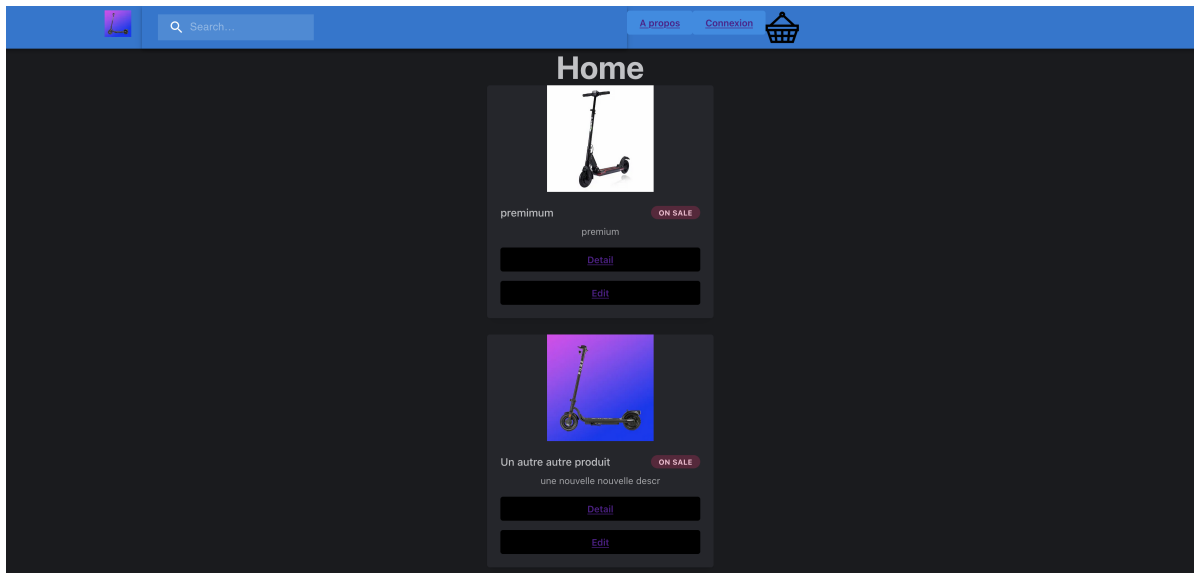 Search...
A propos
Connexion
Home
premimum
ON SALE
premium
Detail
Edit
Un autre autre produit
ON SALE
une nouvelle nouvelle descr
Detail
Edit